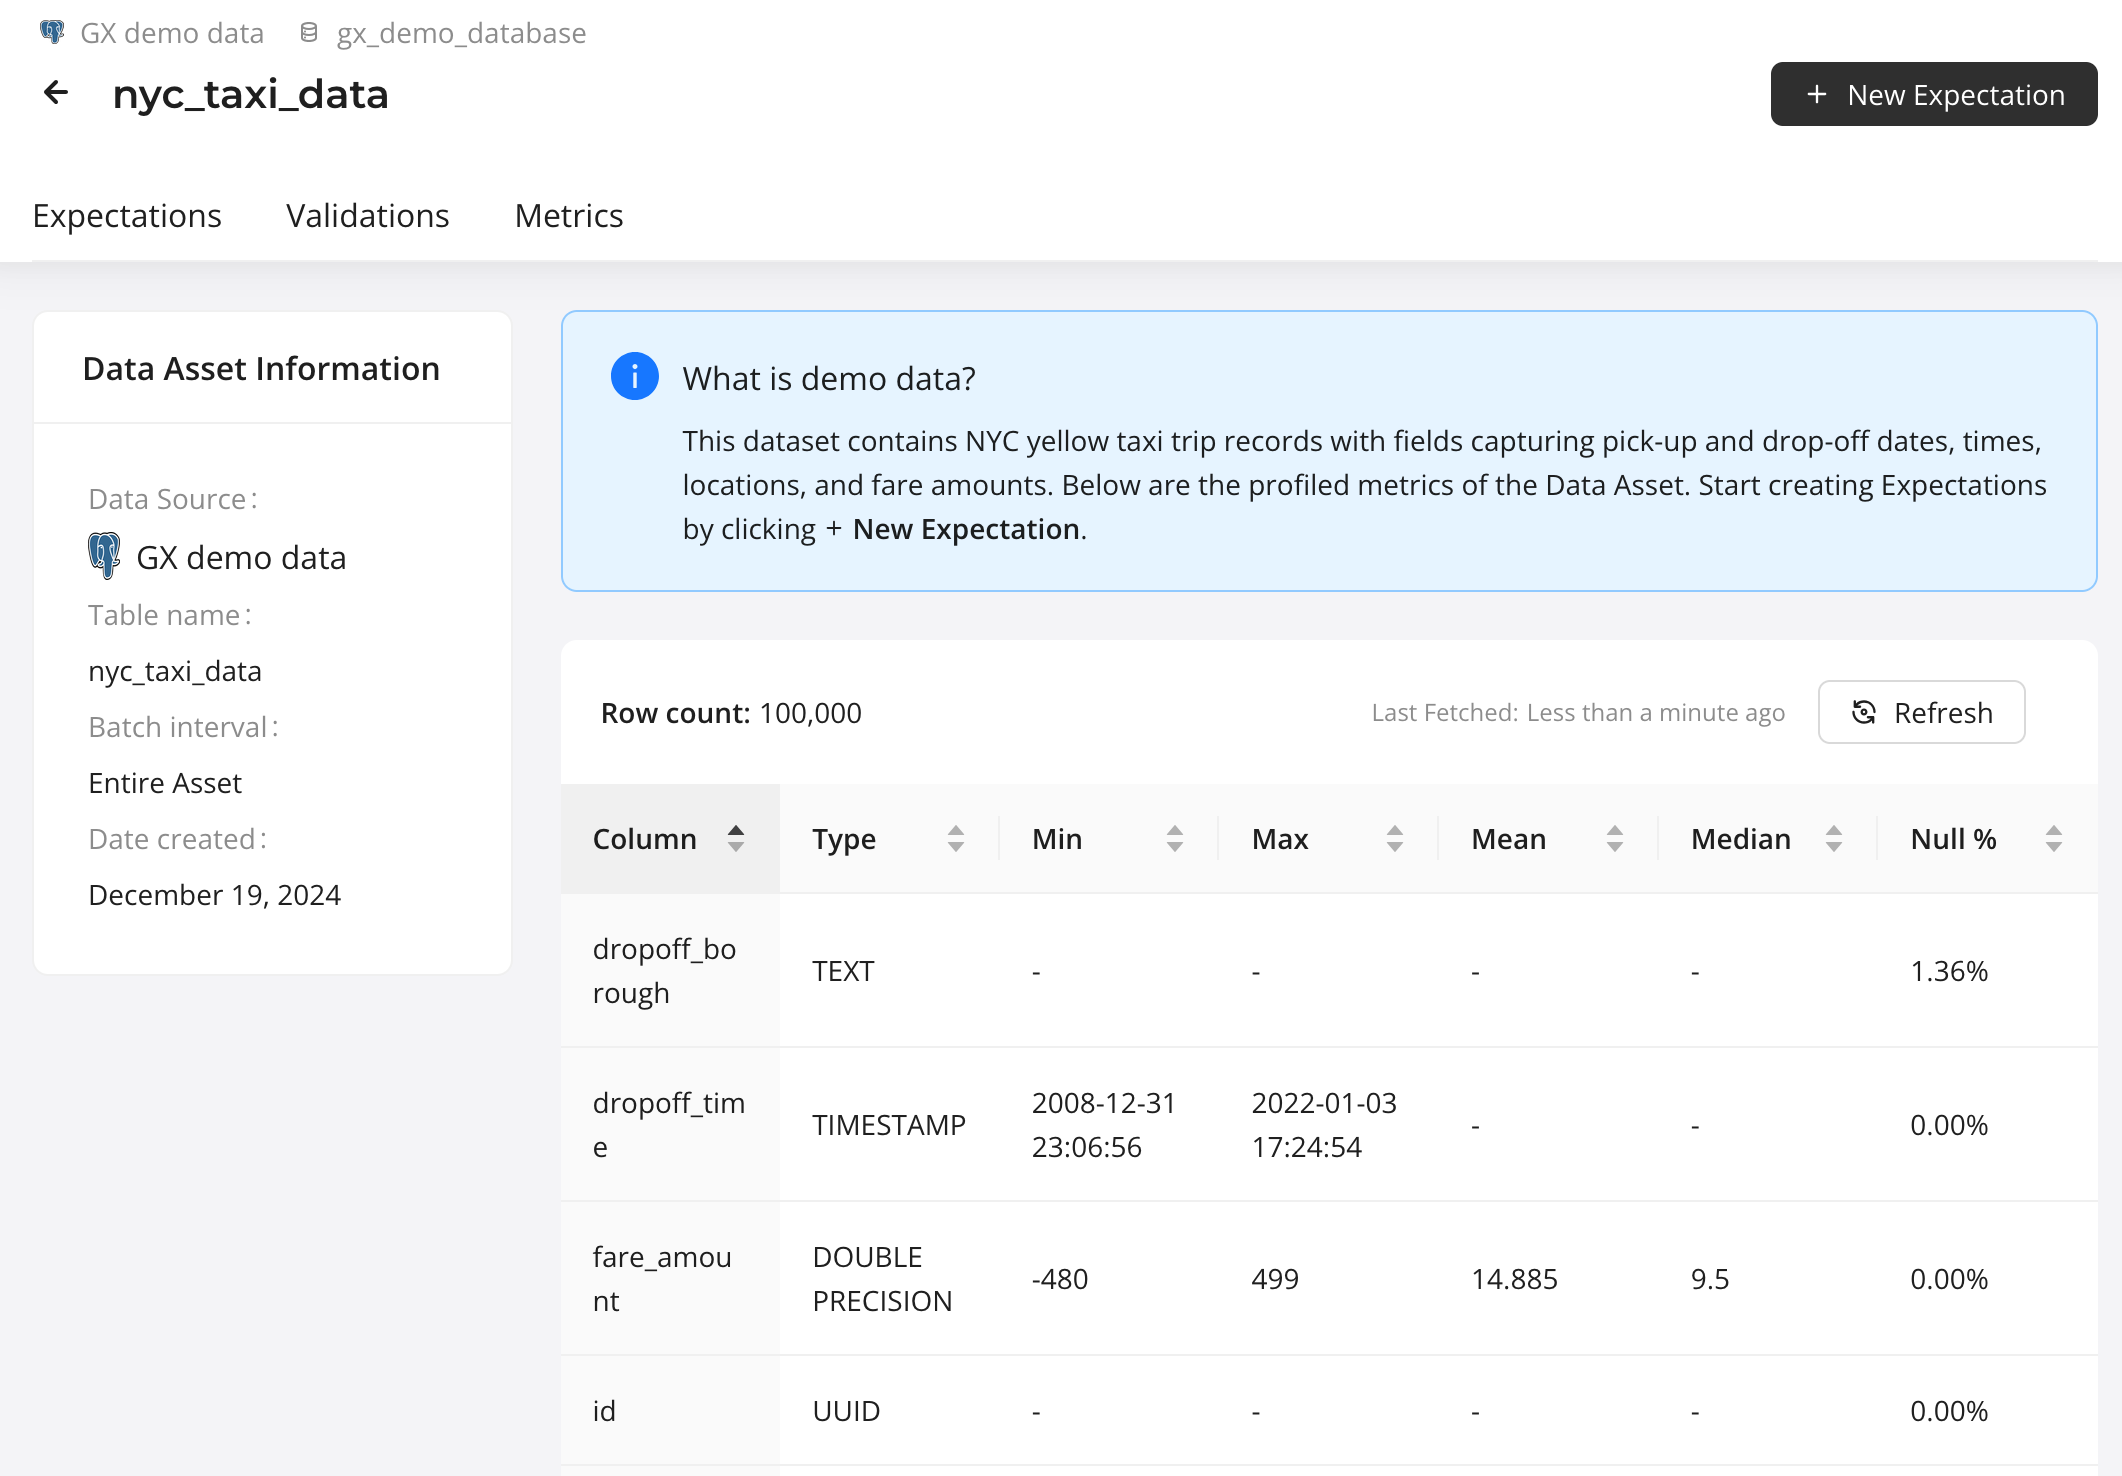 GX demo data gx_demo_database
nyc_taxi_data
+ New Expectation
Expectations Validations Metrics
Data Asset Information
Data Source:
GX demo data
Table name:
nyc_taxi_data
Batch interval:
Entire Asset
Date created:
December 19, 2024
What is demo data?
This dataset contains NYC yellow taxi trip records with fields capturing pick-up and drop-off dates, times,
locations, and fare amounts. Below are the profiled metrics of the Data Asset. Start creating Expectations
by clicking + New Expectation.
Row count: 100,000
Last Fetched: Less than a minute ago
Refresh
Column Type Min Max Mean Median Null %
dropoff_bo
rough
TEXT - - - - 1.36%
dropoff_tim
e
TIMESTAMP
2008-12-31
23:06:56
2022-01-03
17:24:54
- - 0.00%
fare_amou
nt
DOUBLE
PRECISION
-480 499 14.885 9.5 0.00%
id UUID - - - - 0.00%